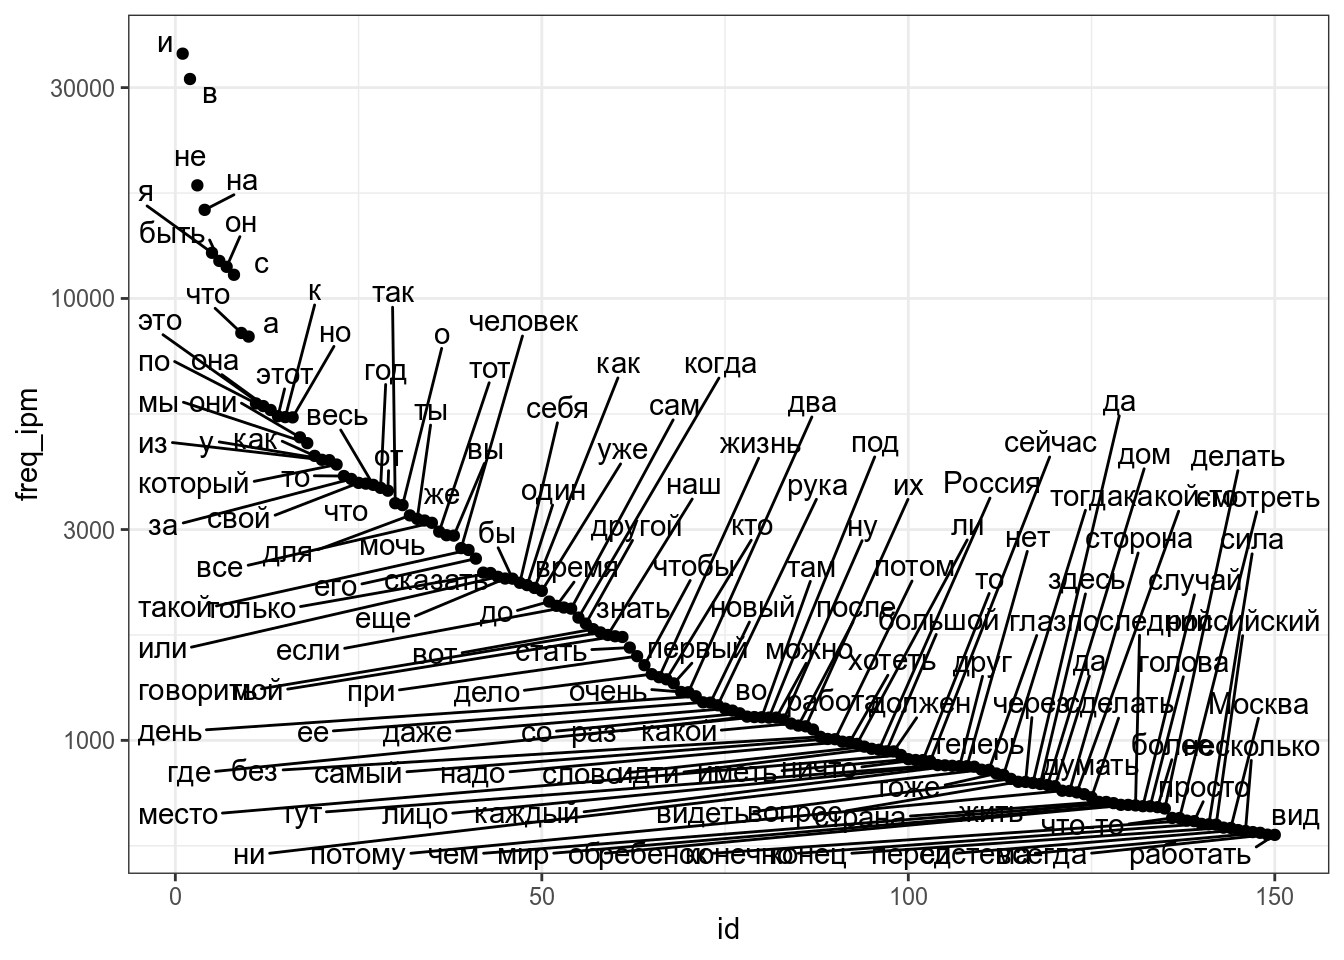 и
30000
в
не
я
на
он
быть
с
что
к
так
10000
это
а
но
о
человек
по
она
этот
год
тот
как
когда
мы
они
весь
ты
себя
сам
два
да
из
у
как
от
вы
уже
жизнь
под
сейчас
дом
делать
который
то
же
один
наш
рука
их
Россия
тогда
какой-то
смотреть
за
свой
что
бы
другой
кто
ну
ли
3000
нет
сторона
сила
все
для
мочь
время
чтобы
там
потом
то
здесь
случай
его
сказать
такой
только
еще
до
знать
новый
после
большой
глаз
последний
российский
или
если
вот
стать
первый
можно
хотеть
друг
да
голова
говорить
мой
при
дело
очень
во
работа
должен
через
сделать
Москва
день
ее
даже
со
раз
какой
1000
теперь
более
несколько
где
без
самый
надо
слово
идти
иметь
ничто
думать
тоже
просто
место
тут
лицо
каждый
видеть
вопрос
страна
жить
что-то
вид
ни
потому
чем
мир
ребенок
конечно
конец
перед
система
всегда
работать
0
50
100
150
id
freq_ipm